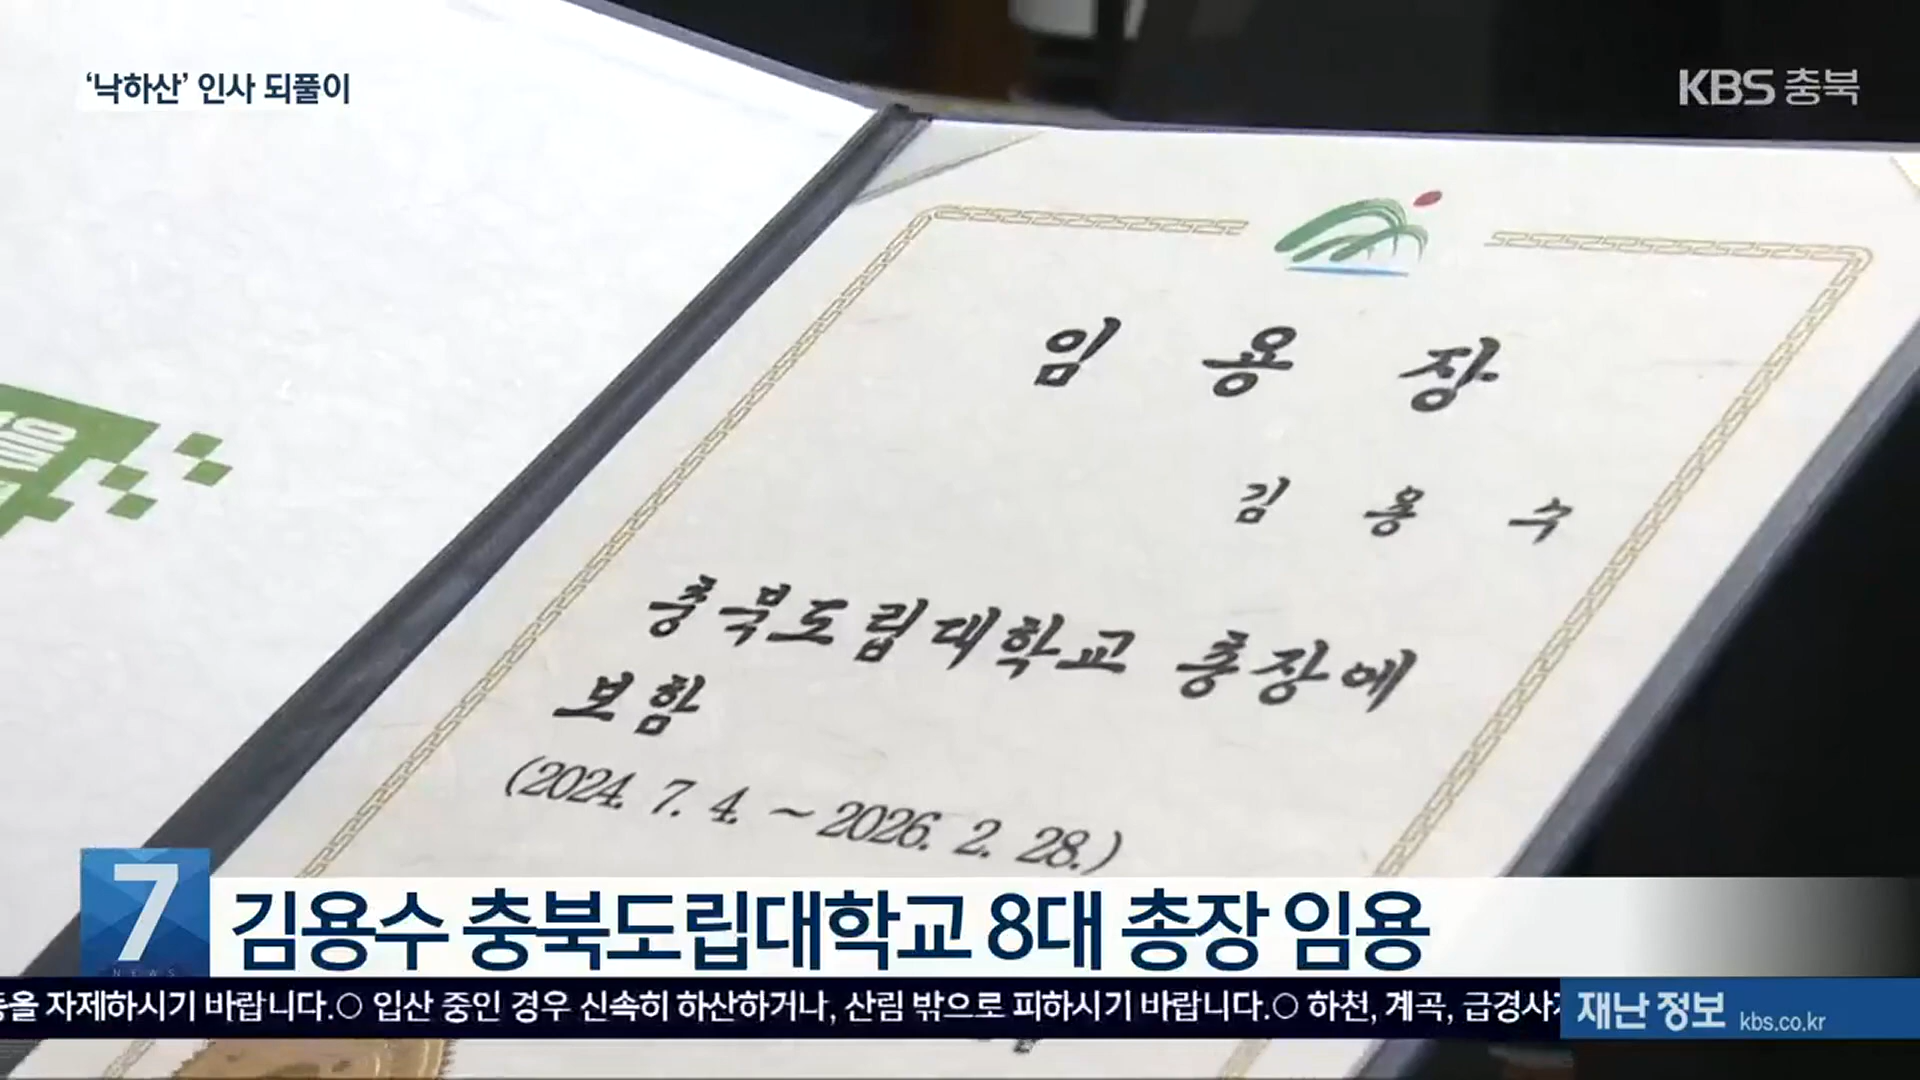 ‘낙하산’ 인사 되풀이
KBS 충북
임 용 장
김 용 수
충북도립대학교 총장에
보함
(2024. 7. 4. ~ 2026. 2. 28.)
7
NEWS
김용수 충북도립대학교 8대 총장 임용
자제하시기 바랍니다.○ 입산 중인 경우 신속히 하산하거나, 산림 밖으로 피하시기 바랍니다.○ 하천, 계곡, 급경사
재난 정보 kbs.co.kr